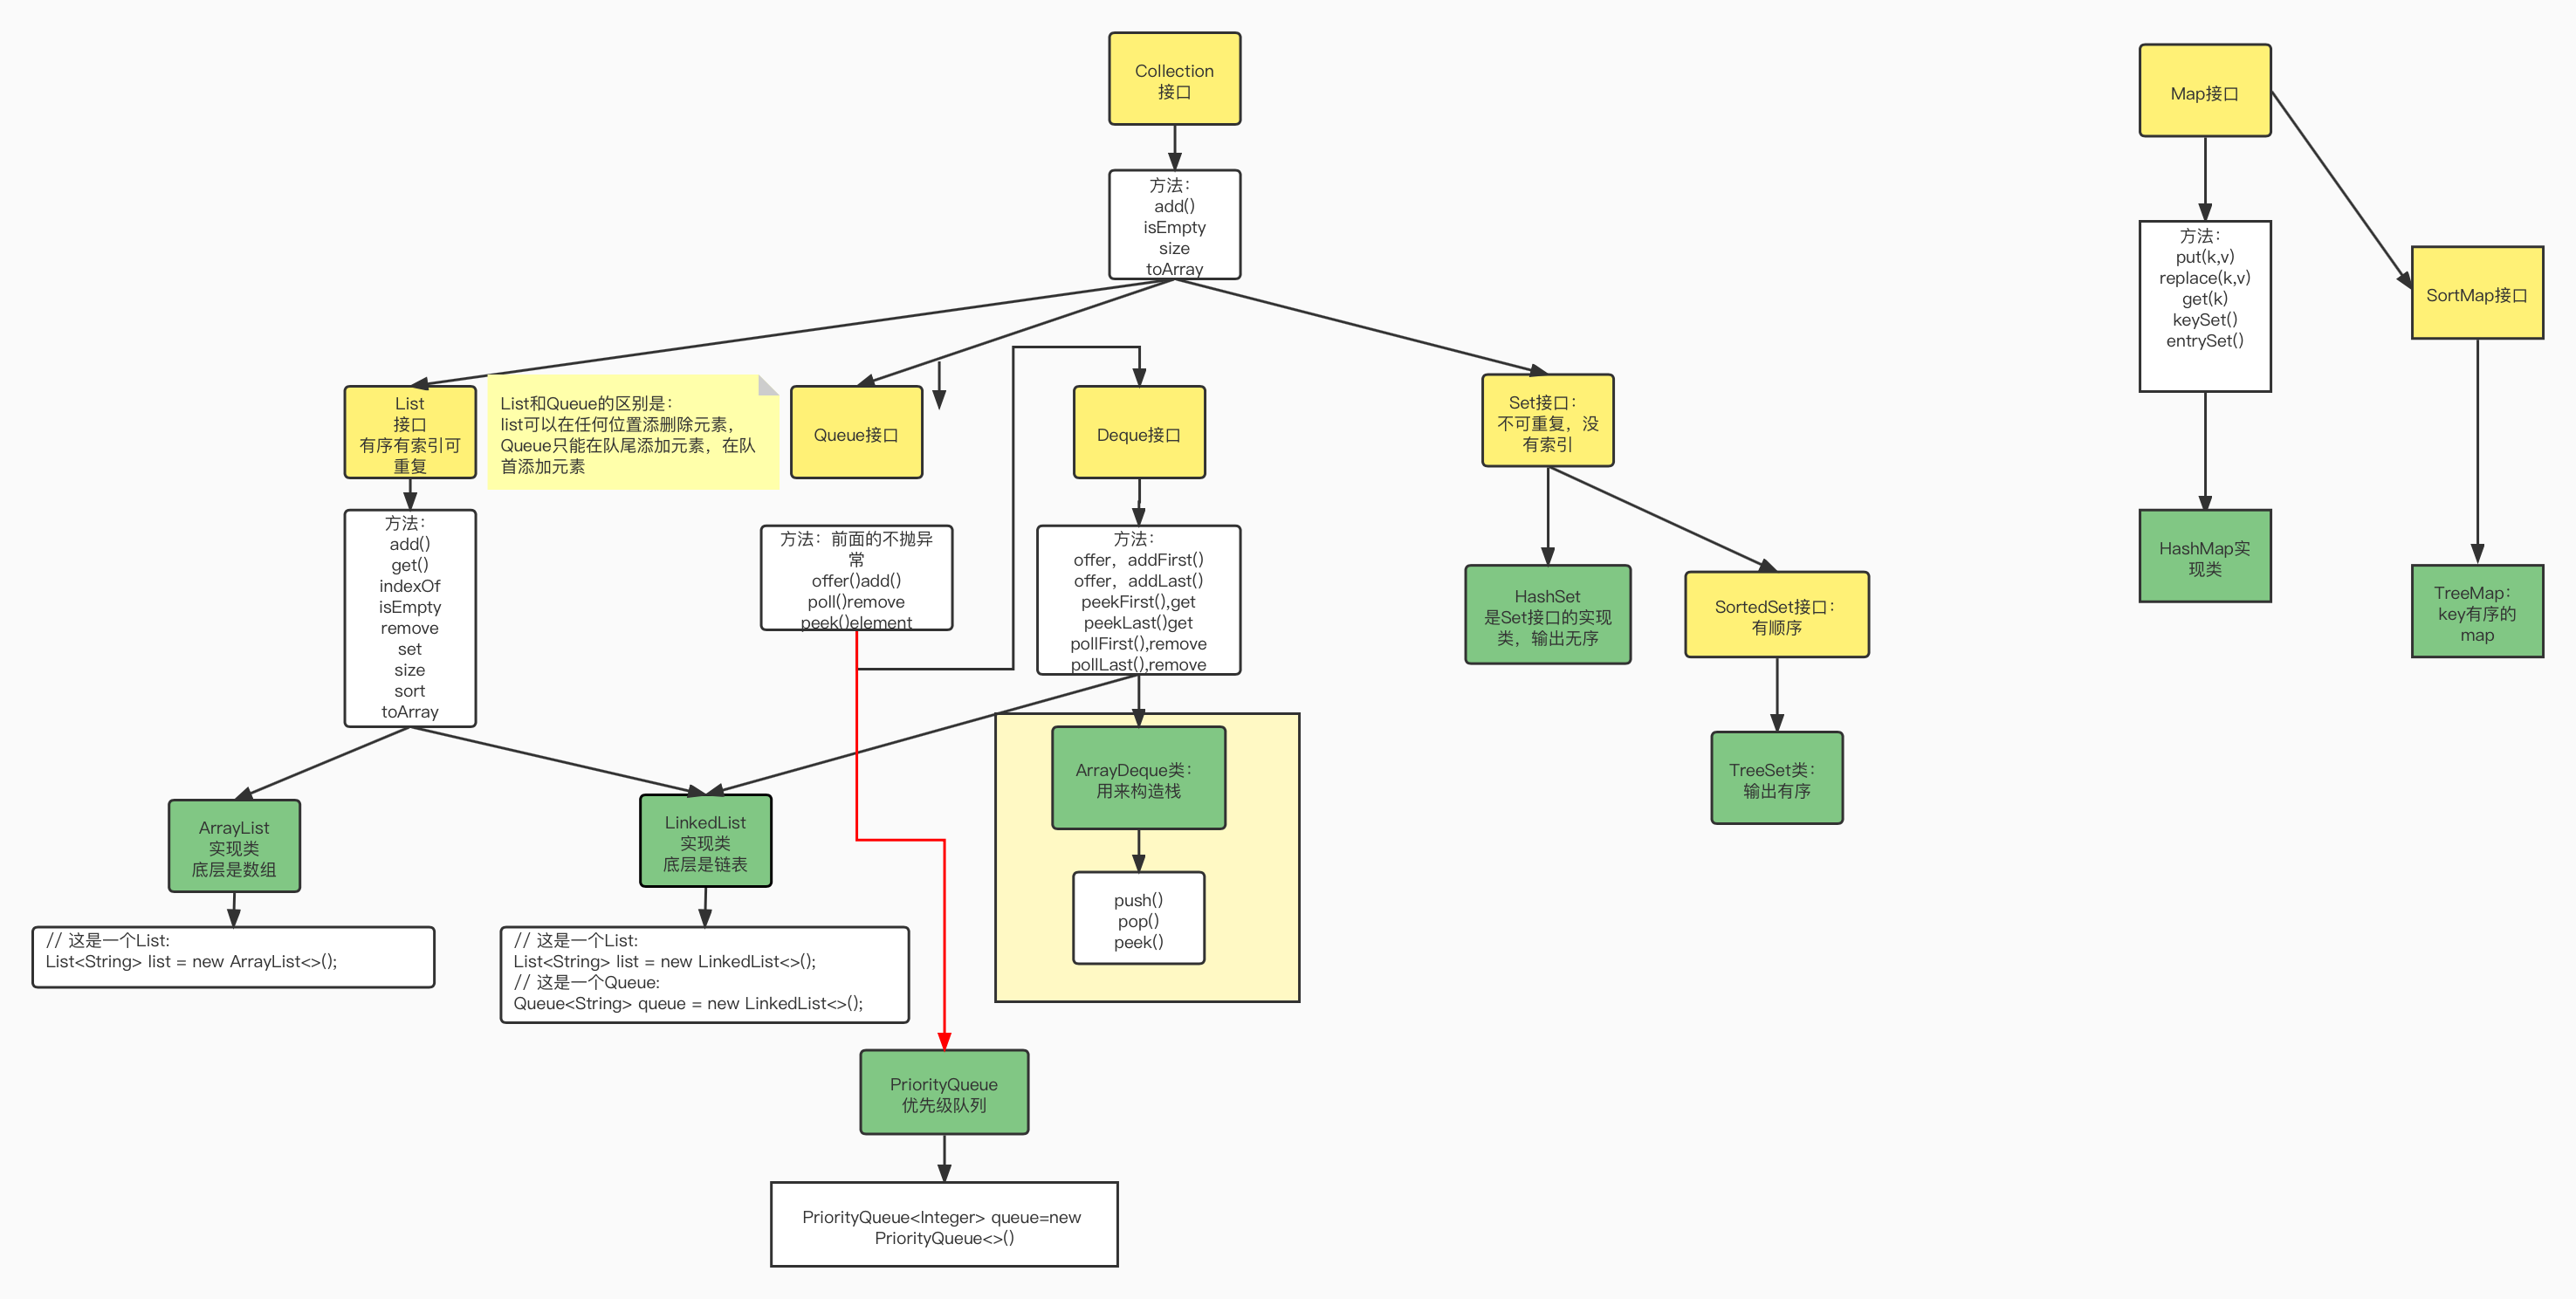 Collection
接口
方法：
add()
isEmpty
size
toArray
List
接口
有序有索引可
重复
List和Queue的区别是：
list可以在任何位置添删除元素，
Queue只能在队尾添加元素，在队
首添加元素
Queue接口
Deque接口
Set接口：
不可重复，没
有索引
方法：
add()
get()
indexOf
isEmpty
remove
set
size
sort
toArray
方法：前面的不抛异
常
offer()add()
poll()remove
peek()element
方法：
offer，addFirst()
offer，addLast()
peekFirst(),get
peekLast()get
pollFirst(),remove
pollLast(),remove
HashSet
是Set接口的实现
类，输出无序
SortedSet接口：
有顺序
TreeSet类：
输出有序
ArrayList
实现类
底层是数组
LinkedList
实现类
底层是链表
ArrayDeque类：
用来构造栈
push()
pop()
peek()
// 这是一个List:
List<String> list = new ArrayList<>();
// 这是一个List:
List<String> list = new LinkedList<>();
// 这是一个Queue:
Queue<String> queue = new LinkedList<>();
PriorityQueue
优先级队列
PriorityQueue<Integer> queue=new
PriorityQueue<>()
Map接口
方法：
put(k,v)
replace(k,v)
get(k)
keySet()
entrySet()
SortMap接口
HashMap实
现类
TreeMap：
key有序的
map